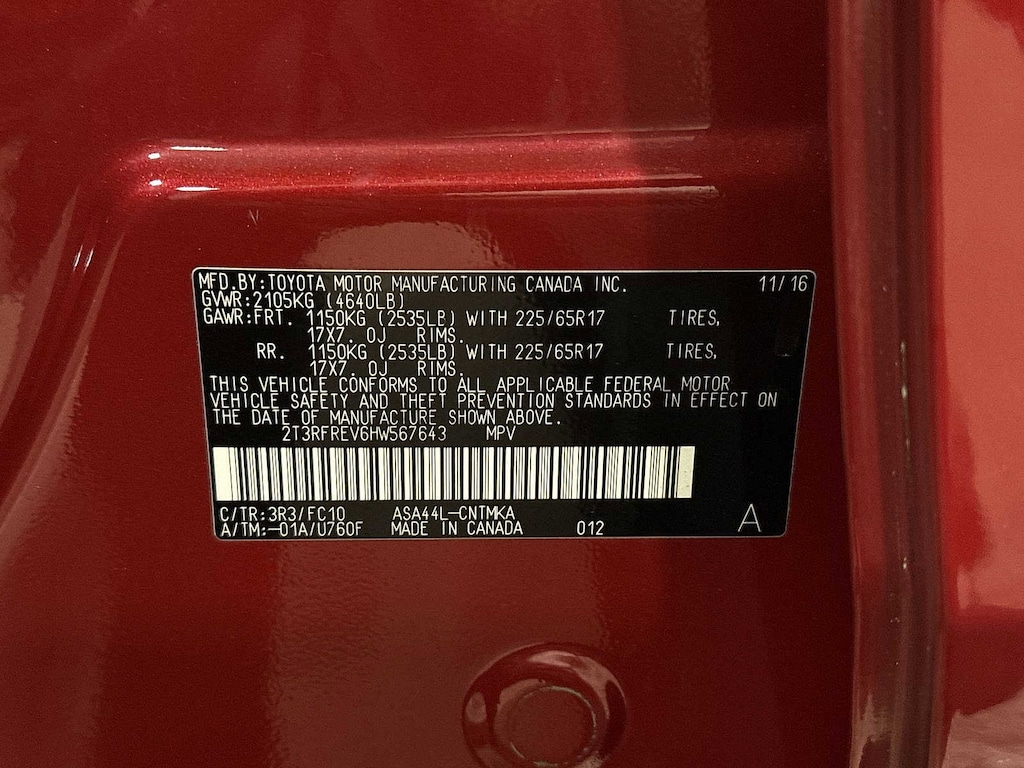 MFD.BY:TOYOTA MOTOR MANUFACTURING CANADA INC. 11/16
GVWR:2105KG (4640LB)
GAWR:FRT. 1150KG (2535LB) WITH 225/65R17 TIRES,
17X7. 0J RIMS.
RR. 1150KG (2535LB) WITH 225/65R17 TIRES,
17X7. 0J RIMS.
THIS VEHICLE CONFORMS TO ALL APPLICABLE FEDERAL MOTOR
VEHICLE SAFETY AND THEFT PREVENTION STANDARDS IN EFFECT ON
THE DATE OF MANUFACTURE SHOWN ABOVE.
2T3RFREV6HW567643 MPV
C/TR:3R3/FC10 ASA44L-CNTMKA
A/TM:-01A/U760F MADE IN CANADA 012 A